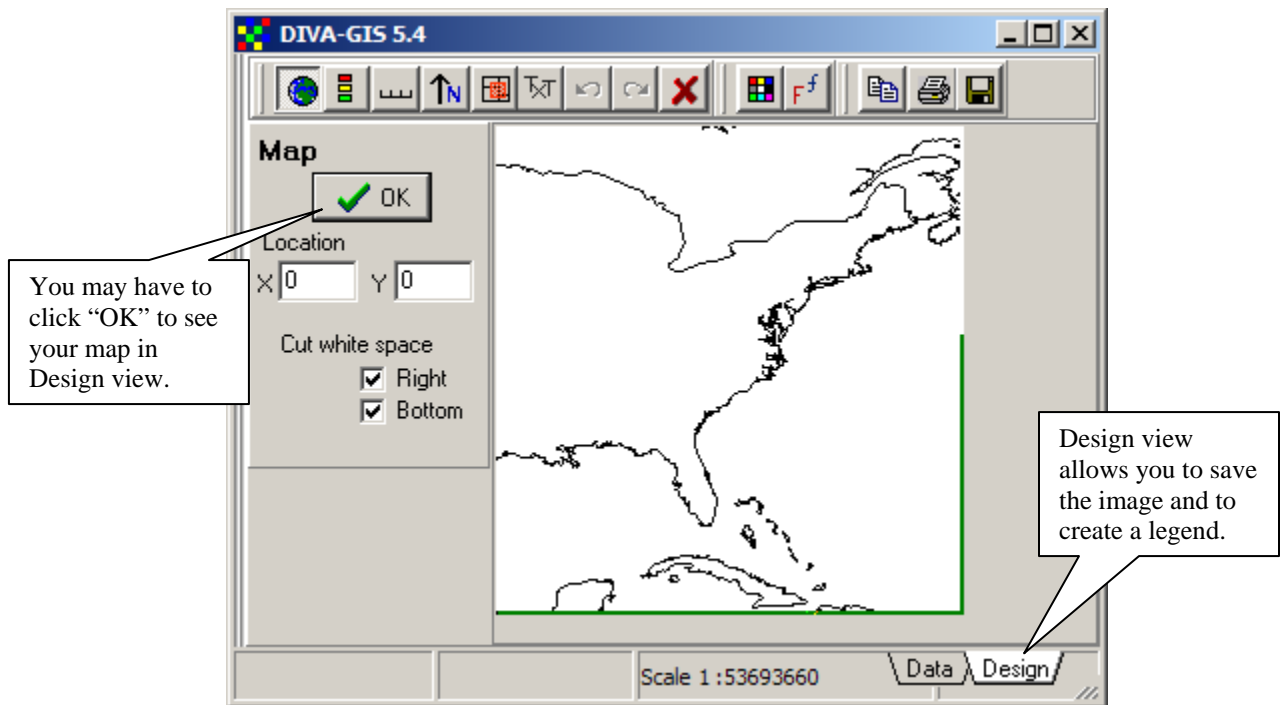 DIVA-GIS 5.4
N
TXT
F f
Map
OK
Location
X 0 Y 0
Cut white space
Right
Bottom
You may have to
click “OK” to see
your map in
Design view.
Design view
allows you to save
the image and to
create a legend.
Scale 1 :53693660
Data
Design